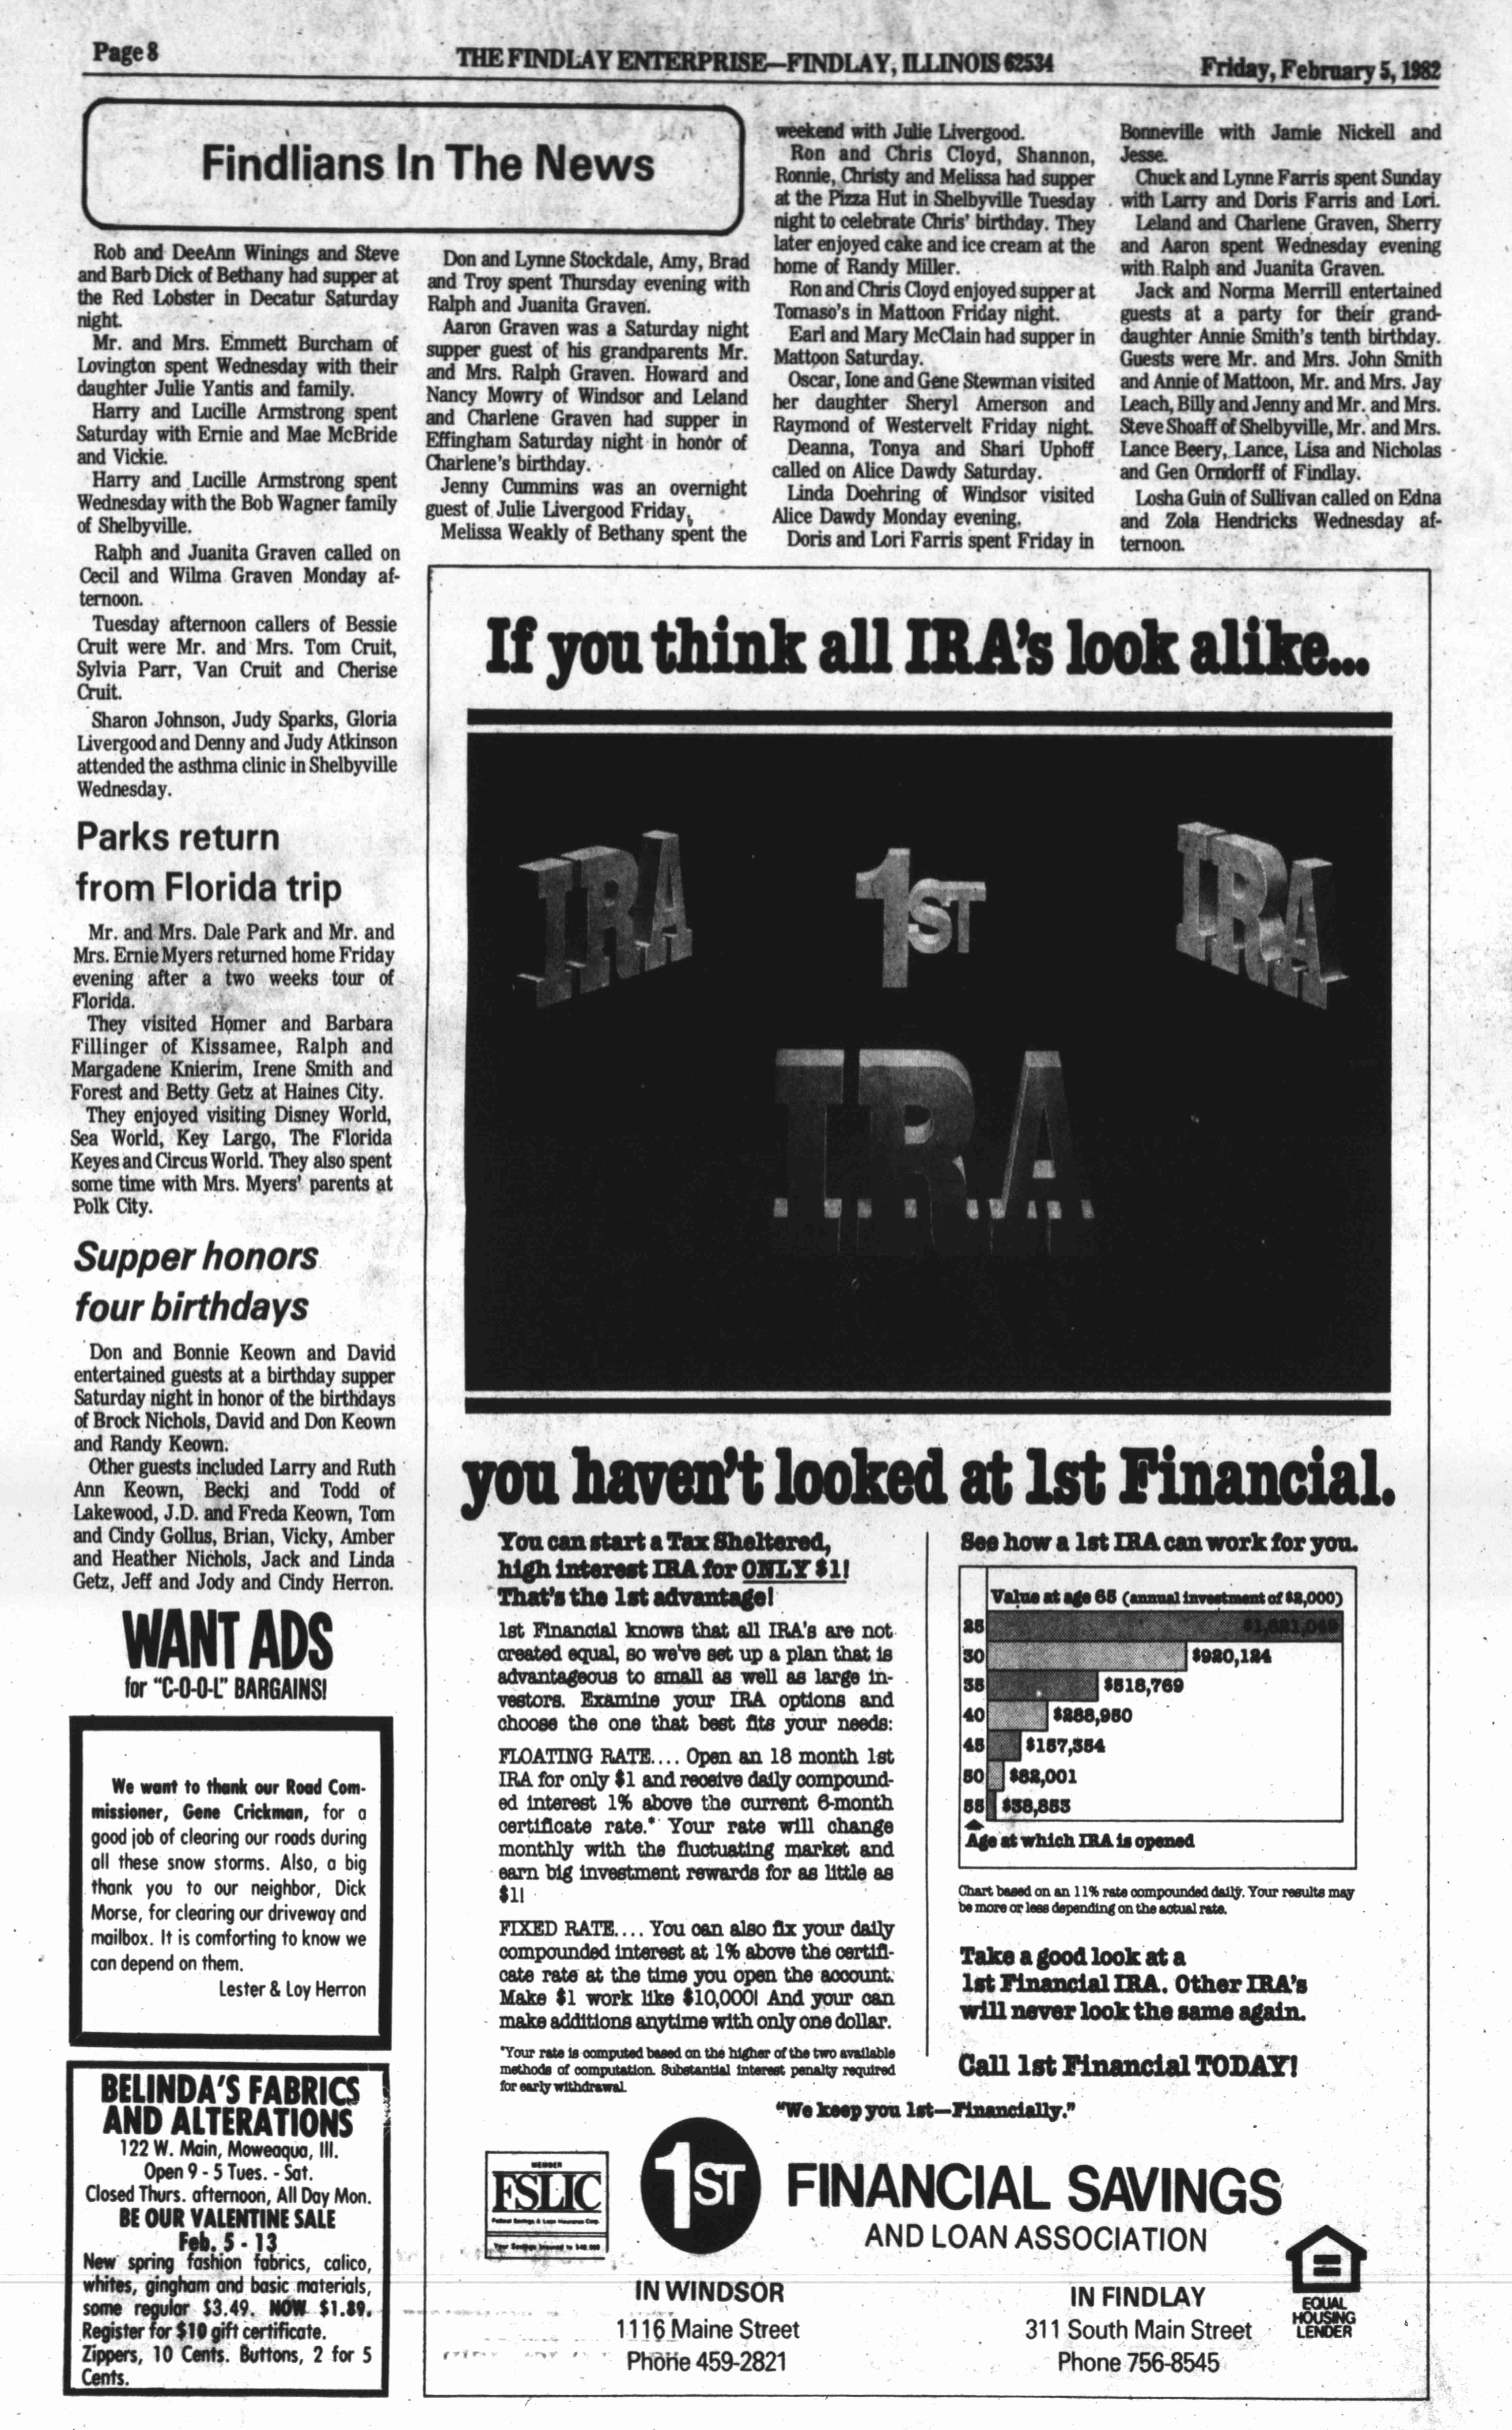 Page 8
THE FINDLAY ENTERPRISE—FINDLAY, ILLINOIS 62534
Friday, February 5, 1982
Findlians In The News
Rob and DeeAnn Winings and Steve
and Barb Dick of Bethany had supper at
the Red Lobster in Decatur Saturday
night.
Mr. and Mrs. Emmett Burcham of
Lovington spent Wednesday with their
daughter Julie Yantis and family.
Harry and Lucille Armstrong spent
Saturday with Ernie and Mae McBride
and Vickie.
Harry and Lucille Armstrong spent
Wednesday with the Bob Wagner family
of Shelbyville.
Ralph and Juanita Graven called on
Cecil and Wilma Graven Monday af-
ternoon.
Tuesday afternoon callers of Bessie
Cruit were Mr. and Mrs. Tom Cruit,
Sylvia Parr, Van Cruit and Cherise
Cruit.
Sharon Johnson, Judy Sparks, Gloria
Livergood and Denny and Judy Atkinson
attended the asthma clinic in Shelbyville
Wednesday.
Don and Lynne Stockdale, Amy, Brad
and Troy spent Thursday evening with
Ralph and Juanita Graven.
Aaron Graven was a Saturday night
supper guest of his grandparents Mr.
and Mrs. Ralph Graven. Howard and
Nancy Mowry of Windsor and Leland
and Charlene Graven had supper in
Effingham Saturday night in honor of
Charlene's birthday.
Jenny Cummins was an overnight
guest of Julie Livergood Friday.
Melissa Weakly of Bethany spent the
weekend with Julie Livergood.
Ron and Chris Cloyd, Shannon,
Ronnie, Christy and Melissa had supper
at the Pizza Hut in Shelbyville Tuesday
night to celebrate Chris' birthday. They
later enjoyed cake and ice cream at the
home of Randy Miller.
Ron and Chris Cloyd enjoyed supper at
Tomaso's in Mattoon Friday night.
Earl and Mary McClain had supper in
Mattoon Saturday.
Oscar, Ione and Gene Stewman visited
her daughter Sheryl Amerson and
Raymond of Westervelt Friday night.
Deanna, Tonya and Shari Uphoff
called on Alice Dawdy Saturday.
Linda Doehring of Windsor visited
Alice Dawdy Monday evening.
Doris and Lori Farris spent Friday in
Bonneville with Jamie Nickell and
Jesse.
Chuck and Lynne Farris spent Sunday
with Larry and Doris Farris and Lori.
Leland and Charlene Graven, Sherry
and Aaron spent Wednesday evening
with Ralph and Juanita Graven.
Jack and Norma Merrill entertained
guests at a party for their grand-
daughter Annie Smith's tenth birthday.
Guests were Mr. and Mrs. John Smith
and Annie of Mattoon, Mr. and Mrs. Jay
Leach, Billy and Jenny and Mr. and Mrs.
Steve Shoaff of Shelbyville, Mr. and Mrs.
Lance Beery, Lance, Lisa and Nicholas
and Gen Orndorff of Findlay.
Losha Guin of Sullivan called on Edna
and Zola Hendricks Wednesday af-
ternoon.
Parks return
from Florida trip
Mr. and Mrs. Dale Park and Mr. and
Mrs. Ernie Myers returned home Friday
evening after a two weeks tour of
Florida.
They visited Homer and Barbara
Fillinger of Kissamee, Ralph and
Margadene Knierim, Irene Smith and
Forest and Betty Getz at Haines City.
They enjoyed visiting Disney World,
Sea World, Key Largo, The Florida
Keyes and Circus World. They also spent
some time with Mrs. Myers' parents at
Polk City.
Supper honors
four birthdays
Don and Bonnie Keown and David
entertained guests at a birthday supper
Saturday night in honor of the birthdays
of Brock Nichols, David and Don Keown
and Randy Keown.
Other guests included Larry and Ruth
Ann Keown, Becki and Todd of
Lakewood, J.D. and Freda Keown, Tom
and Cindy Gollus, Brian, Vicky, Amber
and Heather Nichols, Jack and Linda
Getz, Jeff and Jody and Cindy Herron.
WANT ADS
for "C-O-O-L" BARGAINS!
We want to thank our Road Com-
missioner, Gene Crickman, for a
good job of clearing our roads during
all these snow storms. Also, a big
thank you to our neighbor, Dick
Morse, for clearing our driveway and
mailbox. It is comforting to know we
can depend on them.
Lester & Loy Herron
BELINDA'S FABRICS
AND ALTERATIONS
122 W. Main, Moweaqua, Ill.
Open 9 - 5 Tues. - Sat.
Closed Thurs. afternoon, All Day Mon.
BE OUR VALENTINE SALE
Feb. 5 - 13
New spring fashion fabrics, calico,
whites, gingham and basic materials,
some regular $3.49. NOW $1.89.
Register for $10 gift certificate.
Zippers, 10 Cents. Buttons, 2 for 5
Cents.
If you think all IRA's look alike...
IRA
1ST
IRA
IRA
you haven't looked at 1st Financial.
You can start a Tax Sheltered,
high interest IRA for ONLY $1!
That's the 1st advantage!
1st Financial knows that all IRA's are not
created equal, so we've set up a plan that is
advantageous to small as well as large in-
vestors. Examine your IRA options and
choose the one that best fits your needs:
FLOATING RATE.... Open an 18 month 1st
IRA for only $1 and receive daily compound-
ed interest 1% above the current 6-month
certificate rate.* Your rate will change
monthly with the fluctuating market and
earn big investment rewards for as little as
$1!
FIXED RATE.... You can also fix your daily
compounded interest at 1% above the certifi-
cate rate at the time you open the account.
Make $1 work like $10,000! And your can
make additions anytime with only one dollar.
*Your rate is computed based on the higher of the two available
methods of computation. Substantial interest penalty required
for early withdrawal.
See how a 1st IRA can work for you.
Value at age 65 (annual investment of $2,000)
25
30 $920,124
35 $518,769
40 $288,950
45 $157,354
50 $82,001
55 $38,853
Age at which IRA is opened
Chart based on an 11% rate compounded daily. Your results may
be more or less depending on the actual rate.
Take a good look at a
1st Financial IRA. Other IRA's
will never look the same again.
Call 1st Financial TODAY!
"We keep you 1st—Financially."
MEMBER
FSLIC
Federal Savings & Loan Insurance Corp.
Your Savings Insured to $40,000
1ST
FINANCIAL SAVINGS
AND LOAN ASSOCIATION
IN WINDSOR
1116 Maine Street
Phone 459-2821
IN FINDLAY
311 South Main Street
Phone 756-8545
EQUAL
HOUSING
LENDER